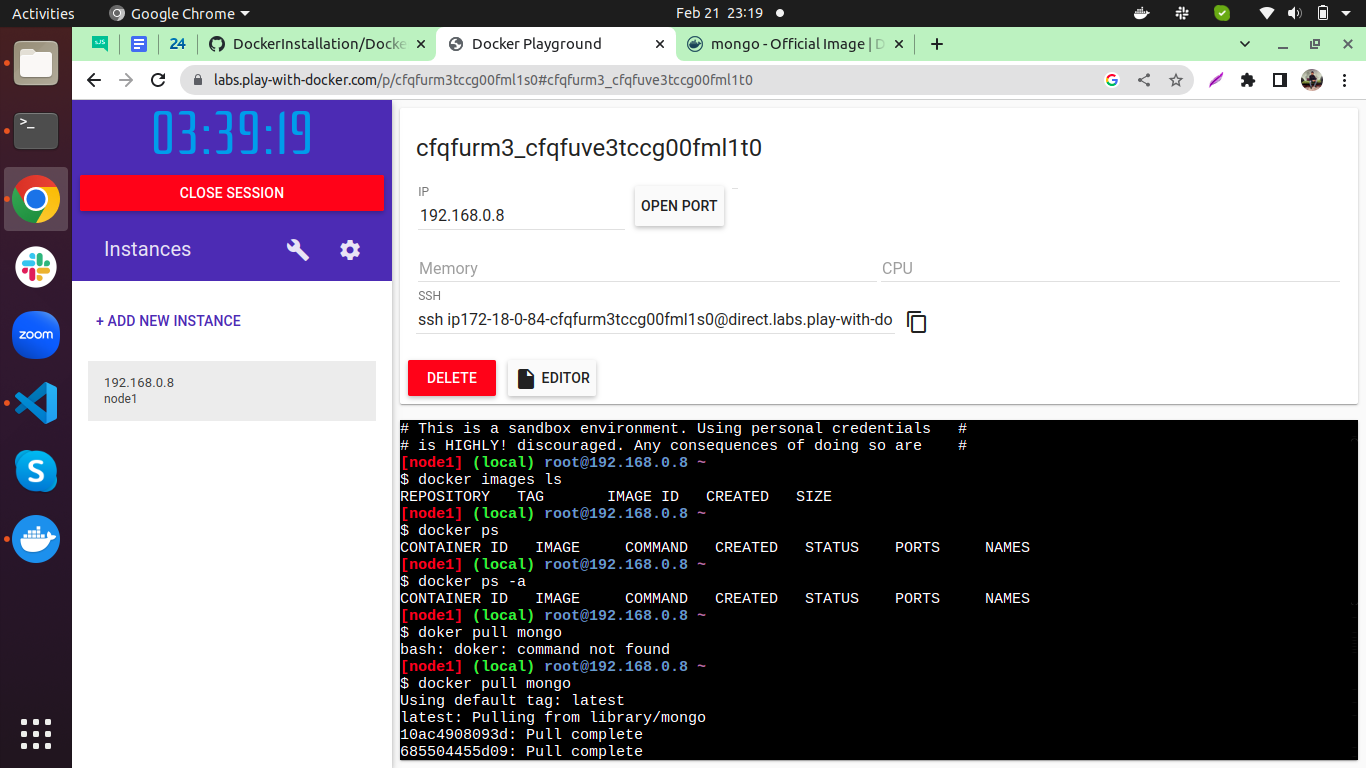 Activities
Google Chrome
Feb 21 23:19
24
DockerInstallation/Docke
Docker Playground
mongo - Official Image | D
labs.play-with-docker.com/p/cfqfurm3tccg00fml1s0#cfqfurm3_cfqfuve3tccg00fml1t0
03:39:19
CLOSE SESSION
Instances
+ ADD NEW INSTANCE
192.168.0.8
node1
zoom
cfqfurm3_cfqfuve3tccg00fml1t0
IP
192.168.0.8
OPEN PORT
Memory
CPU
SSH
ssh ip172-18-0-84-cfqfurm3tccg00fml1s0@direct.labs.play-with-do
DELETE
EDITOR
# This is a sandbox environment. Using personal credentials   #
# is HIGHLY! discouraged. Any consequences of doing so are    #
[node1] (local) root@192.168.0.8 ~
$ docker images ls
REPOSITORY   TAG       IMAGE ID   CREATED   SIZE
[node1] (local) root@192.168.0.8 ~
$ docker ps
CONTAINER ID   IMAGE     COMMAND   CREATED   STATUS    PORTS     NAMES
[node1] (local) root@192.168.0.8 ~
$ docker ps -a
CONTAINER ID   IMAGE     COMMAND   CREATED   STATUS    PORTS     NAMES
[node1] (local) root@192.168.0.8 ~
$ doker pull mongo
bash: doker: command not found
[node1] (local) root@192.168.0.8 ~
$ docker pull mongo
Using default tag: latest
latest: Pulling from library/mongo
10ac4908093d: Pull complete
685504455d09: Pull complete